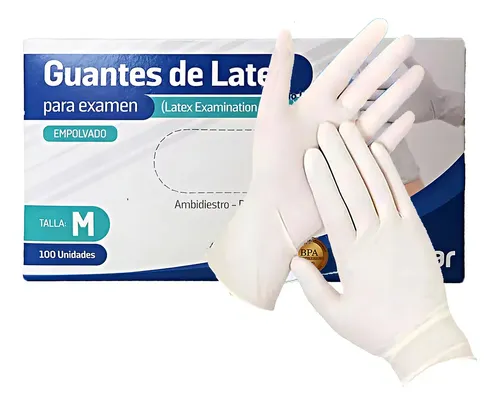 Guantes de Late
para examen
(Latex Examination
EMPOLVADO
Ambidiestro -
TALLA: M
100 Unidades
BPA
ar